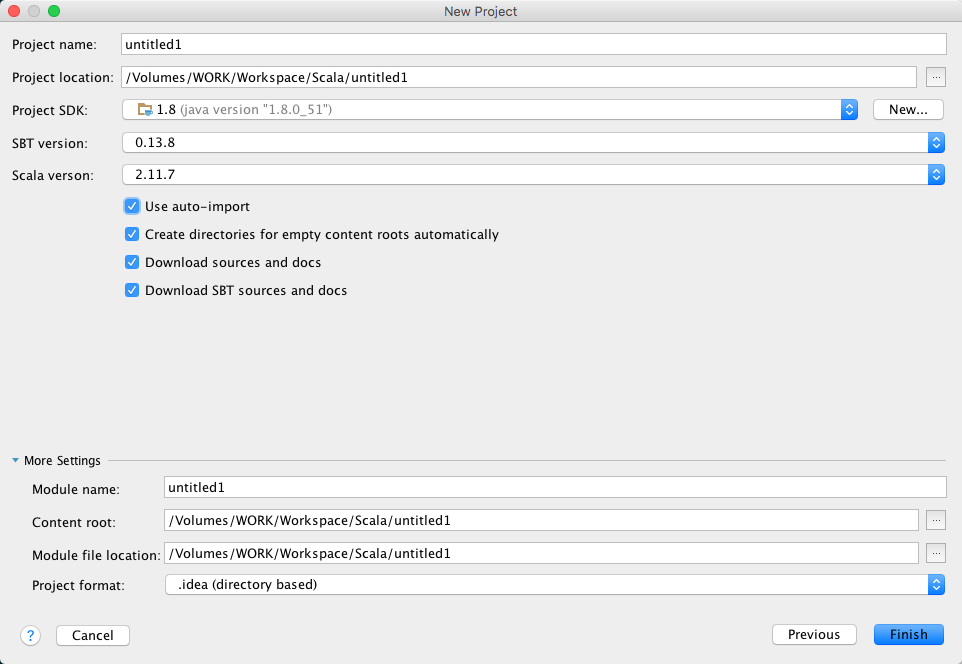 New Project
Project name: untitled1
Project location: /Volumes/WORK/Workspace/Scala/untitled1 ...
Project SDK: 1.8 (java version "1.8.0_51") New...
SBT version: 0.13.8
Scala verson: 2.11.7
Use auto-import
Create directories for empty content roots automatically
Download sources and docs
Download SBT sources and docs
More Settings
Module name: untitled1
Content root: /Volumes/WORK/Workspace/Scala/untitled1 ...
Module file location: /Volumes/WORK/Workspace/Scala/untitled1 ...
Project format: .idea (directory based)
? Cancel Previous Finish